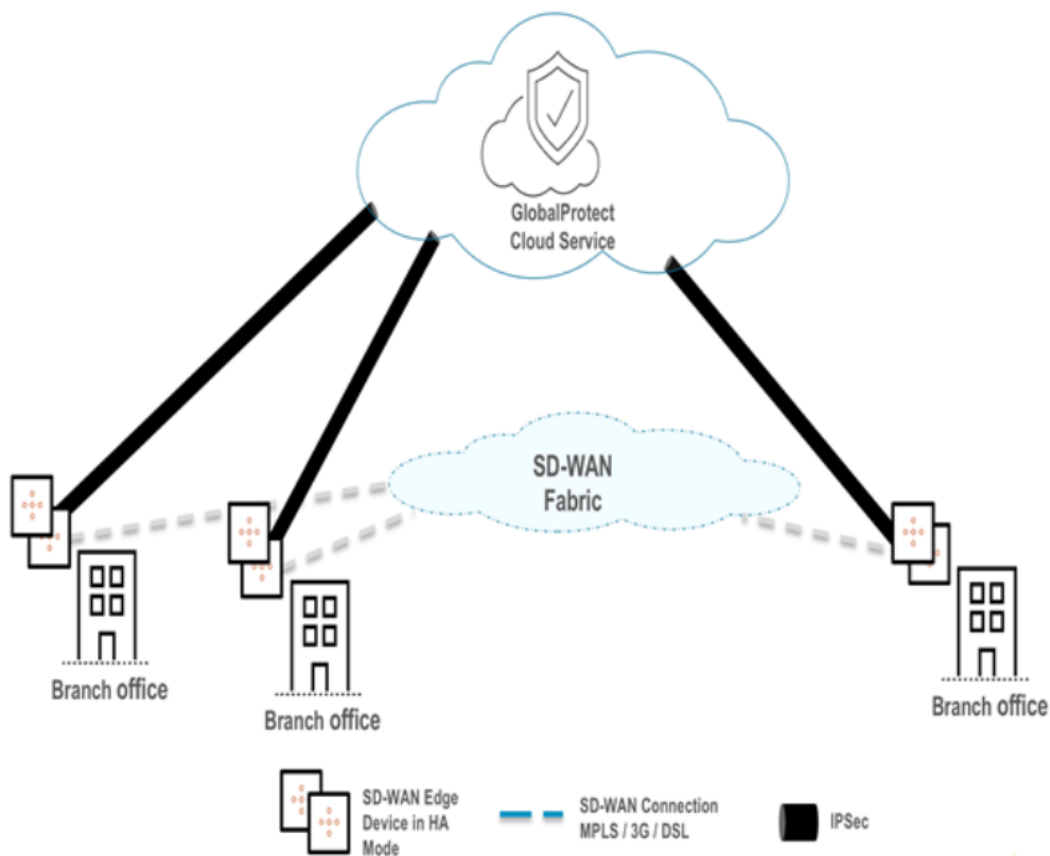 GlobalProtect
Cloud Service
SD-WAN
Fabric
Branch office
Branch office
Branch office
SD-WAN Edge
Device in HA
Mode
SD-WAN Connection
MPLS / 3G / DSL
IPSec